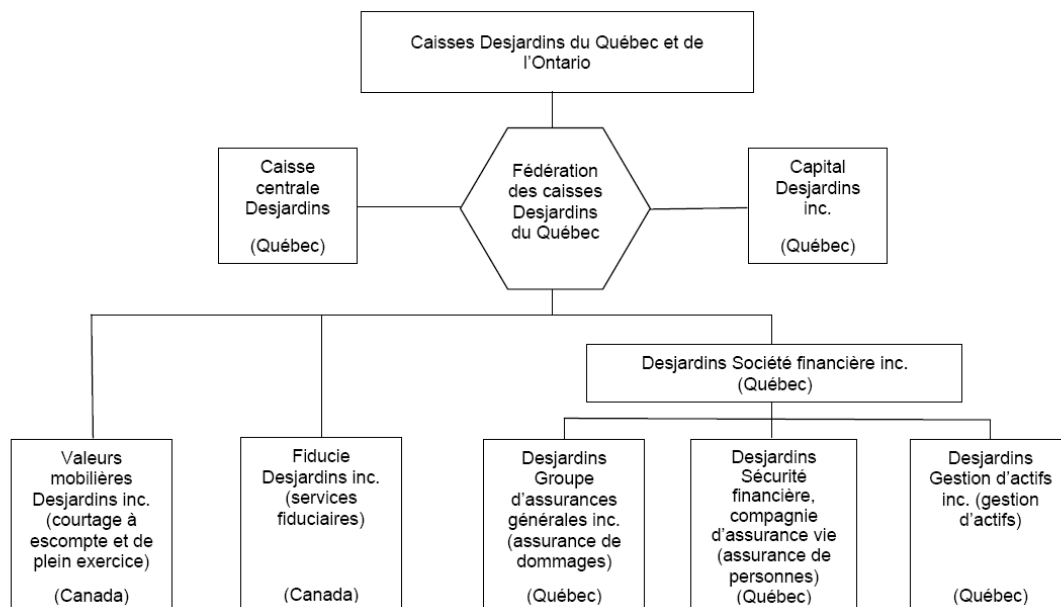 Caisses Desjardins du Québec et de
l'Ontario
Caisse
centrale
Desjardins
(Québec)
Fédération
des caisses
Desjardins
du Québec
Capital
Desjardins
inc.
(Québec)
Desjardins Société financière inc.
(Québec)
Valeurs
mobilières
Desjardins inc.
(courtage à
escompte et de
plein exercice)
(Canada)
Fiducie
Desjardins inc.
(services
fiduciaires)
(Canada)
Desjardins
Groupe
d'assurances
générales inc.
(assurance de
dommages)
(Québec)
Desjardins
Sécurité
financière,
compagnie
d'assurance vie
(assurance de
personnes)
(Québec)
Desjardins
Gestion d'actifs
inc. (gestion
d'actifs)
(Québec)